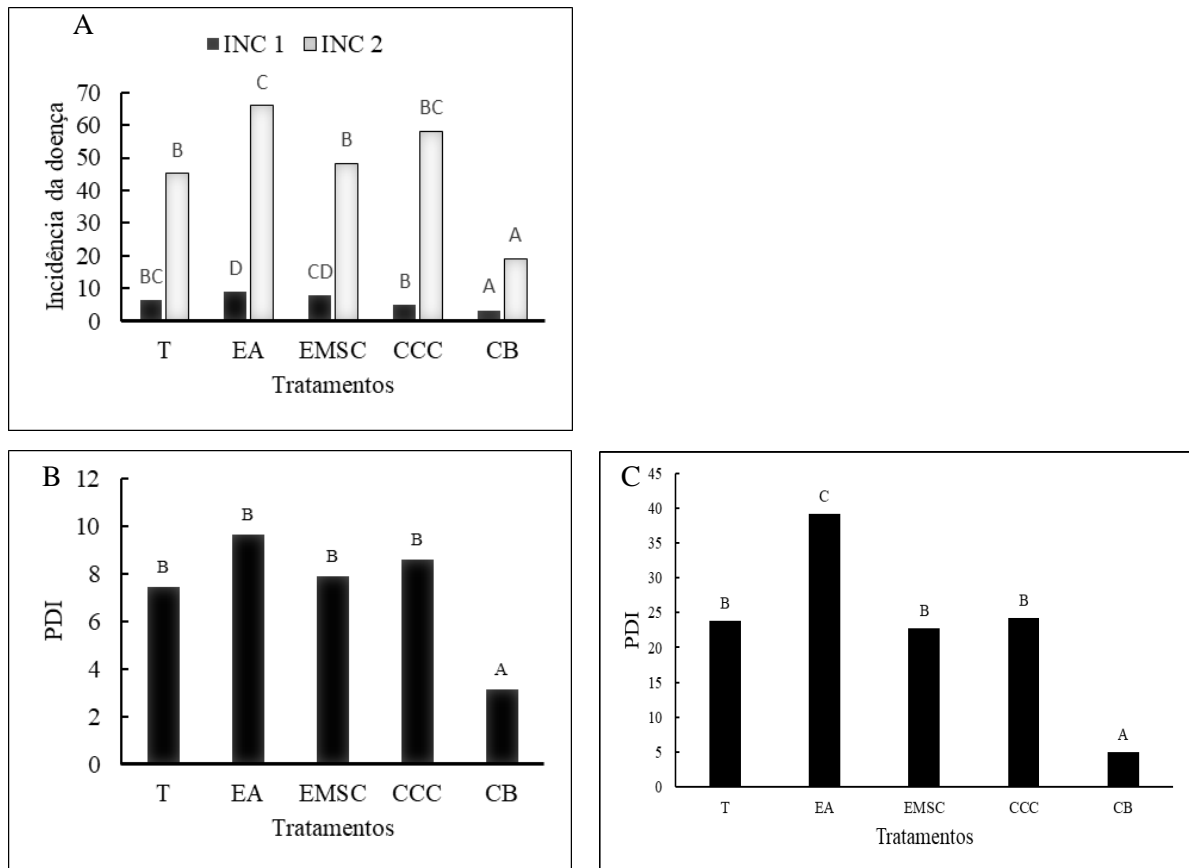 A
INC 1 INC 2
Incidência da doença
70
60
50
40
30
20
10
0
BC B D C CD B B BC A A
T EA EMSC CCC CB
Tratamentos
B
PDI
12
10
8
6
4
2
0
B B B B A
T EA EMSC CCC CB
Tratamentos
C
PDI
45
40
35
30
25
20
15
10
5
0
B C B B A
T EA EMSC CCC CB
Tratamentos